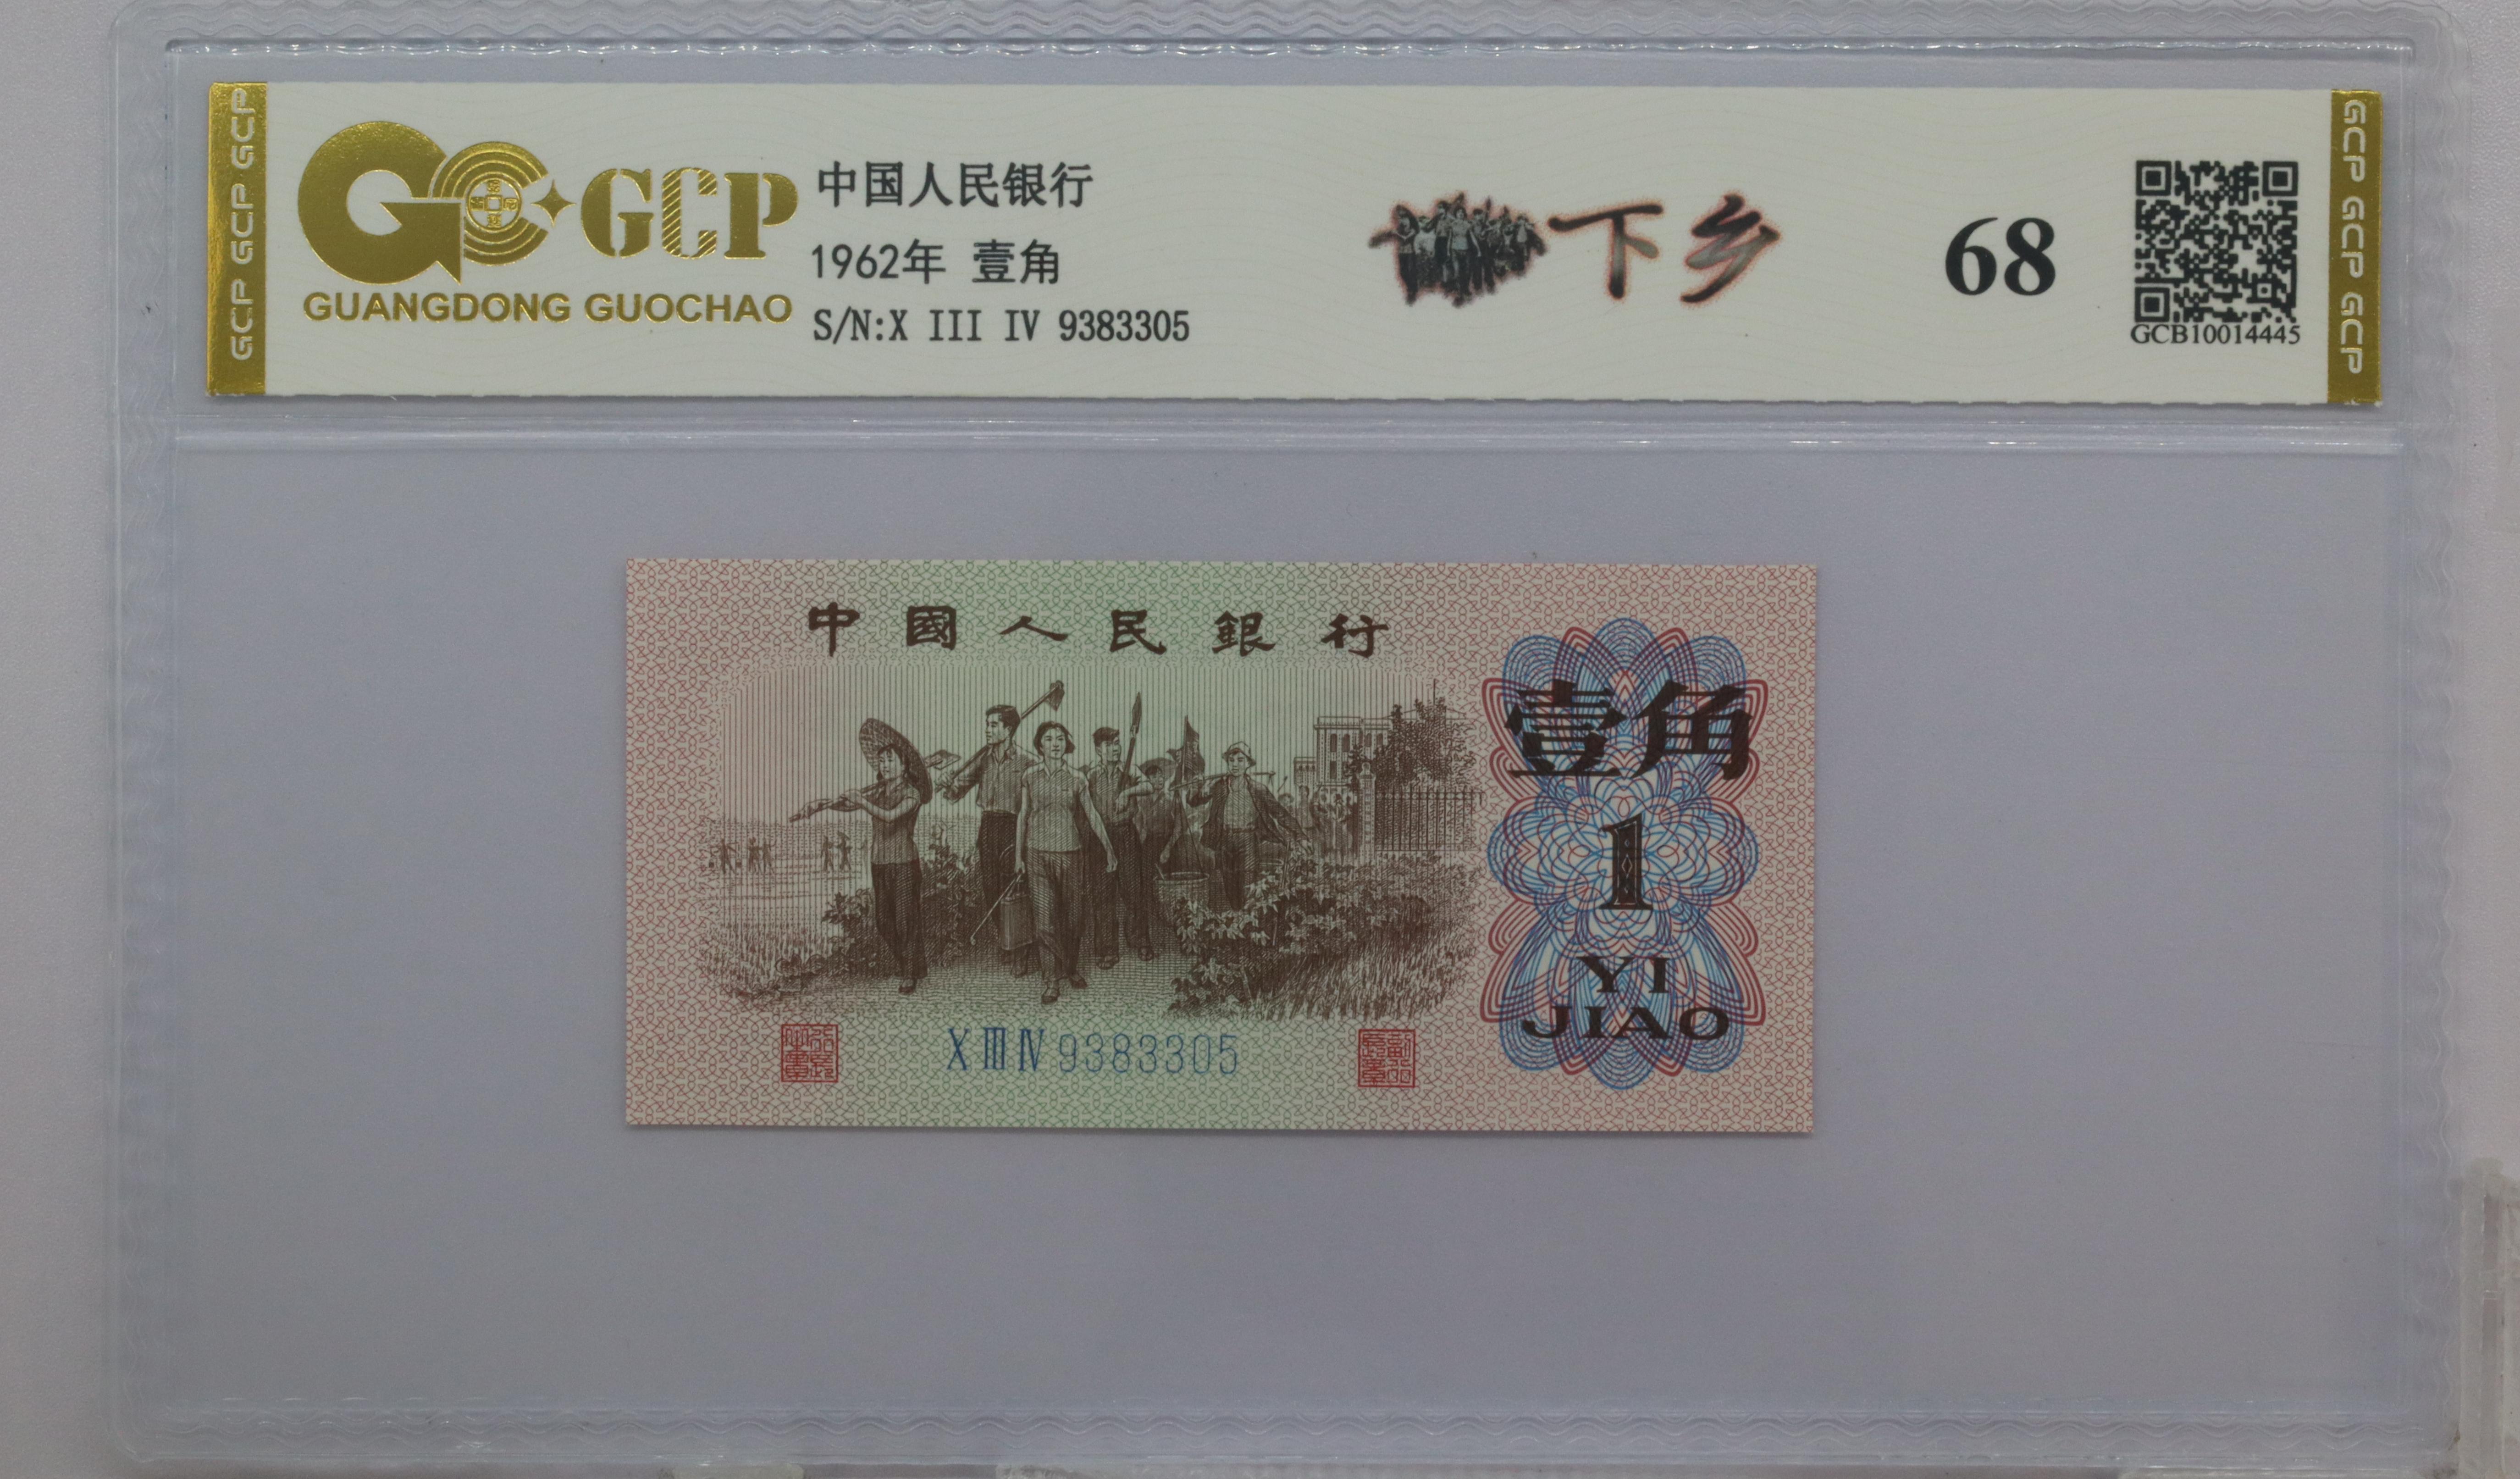 GCP GCP GCP
GCP
GUANGDONG GUOCHAO
中国人民银行
1962年 壹角
S/N:X III IV 9383305
下乡
68
GCB10014445
GCP GCP GCP
中國人民銀行
壹角
1
YI
JIAO
X III IV 9383305